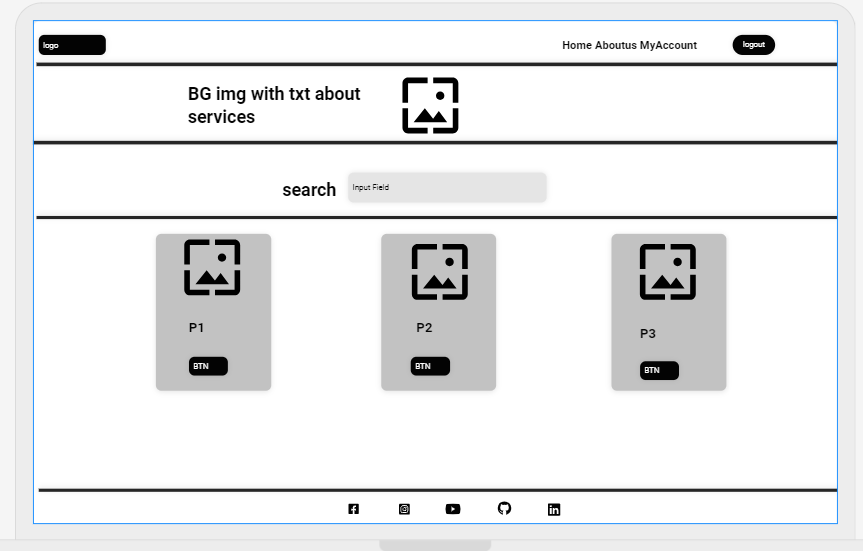 logo
Home Aboutus MyAccount
logout
BG img with txt about
services
search
Input Field
P1
P2
P3
BTN
BTN
BTN